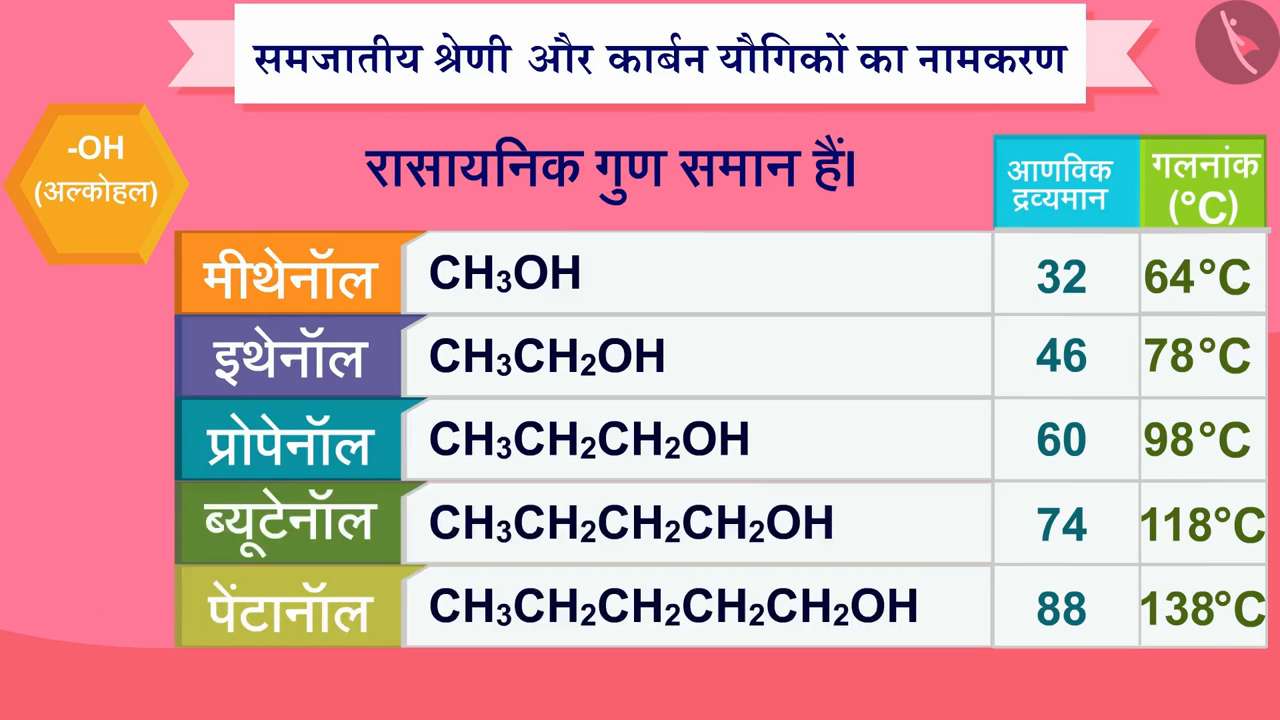 समजातीय श्रेणी और कार्बन यौगिकों का नामकरण
-OH
(अल्कोहल)
रासायनिक गुण समान हैं।
आणविक
द्रव्यमान
गलनांक
(°C)
मीथेनॉल CH₃OH 32 64°C
इथेनॉल CH₃CH₂OH 46 78°C
प्रोपेनॉल CH₃CH₂CH₂OH 60 98°C
ब्यूटेनॉल CH₃CH₂CH₂CH₂OH 74 118°C
पेंटानॉल CH₃CH₂CH₂CH₂CH₂OH 88 138°C